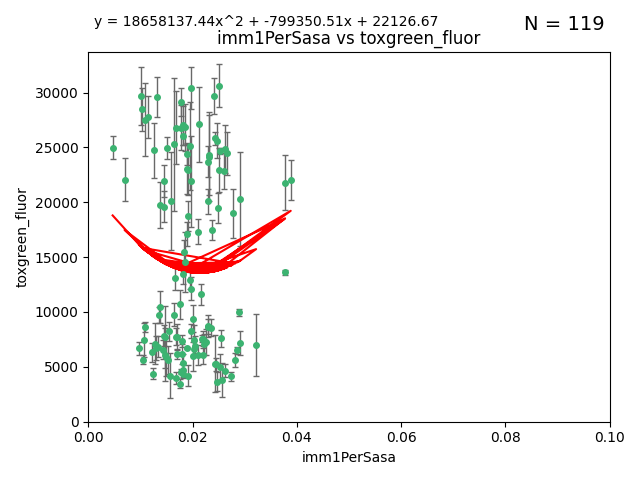 y = 18658137.44x^2 + -799350.51x + 22126.67
N = 119
imm1PerSasa vs toxgreen_fluor
30000
25000
20000
15000
10000
5000
0
toxgreen_fluor
0.00 0.02 0.04 0.06 0.08 0.10
imm1PerSasa